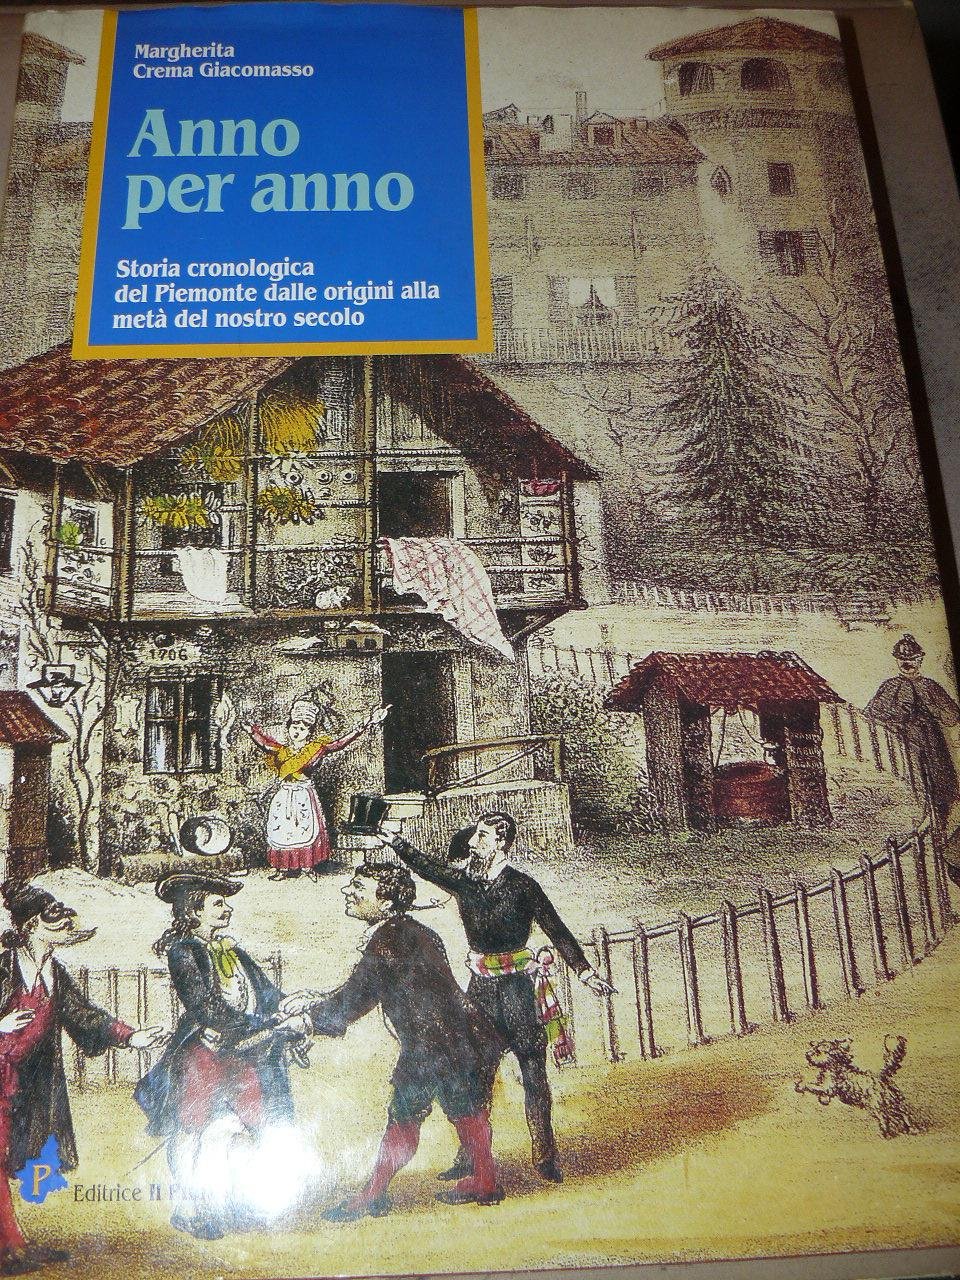 Margherita
Crema Giacomasso
Anno
per anno
Storia cronologica
del Piemonte dalle origini alla
metà del nostro secolo
1706
P
Editrice Il